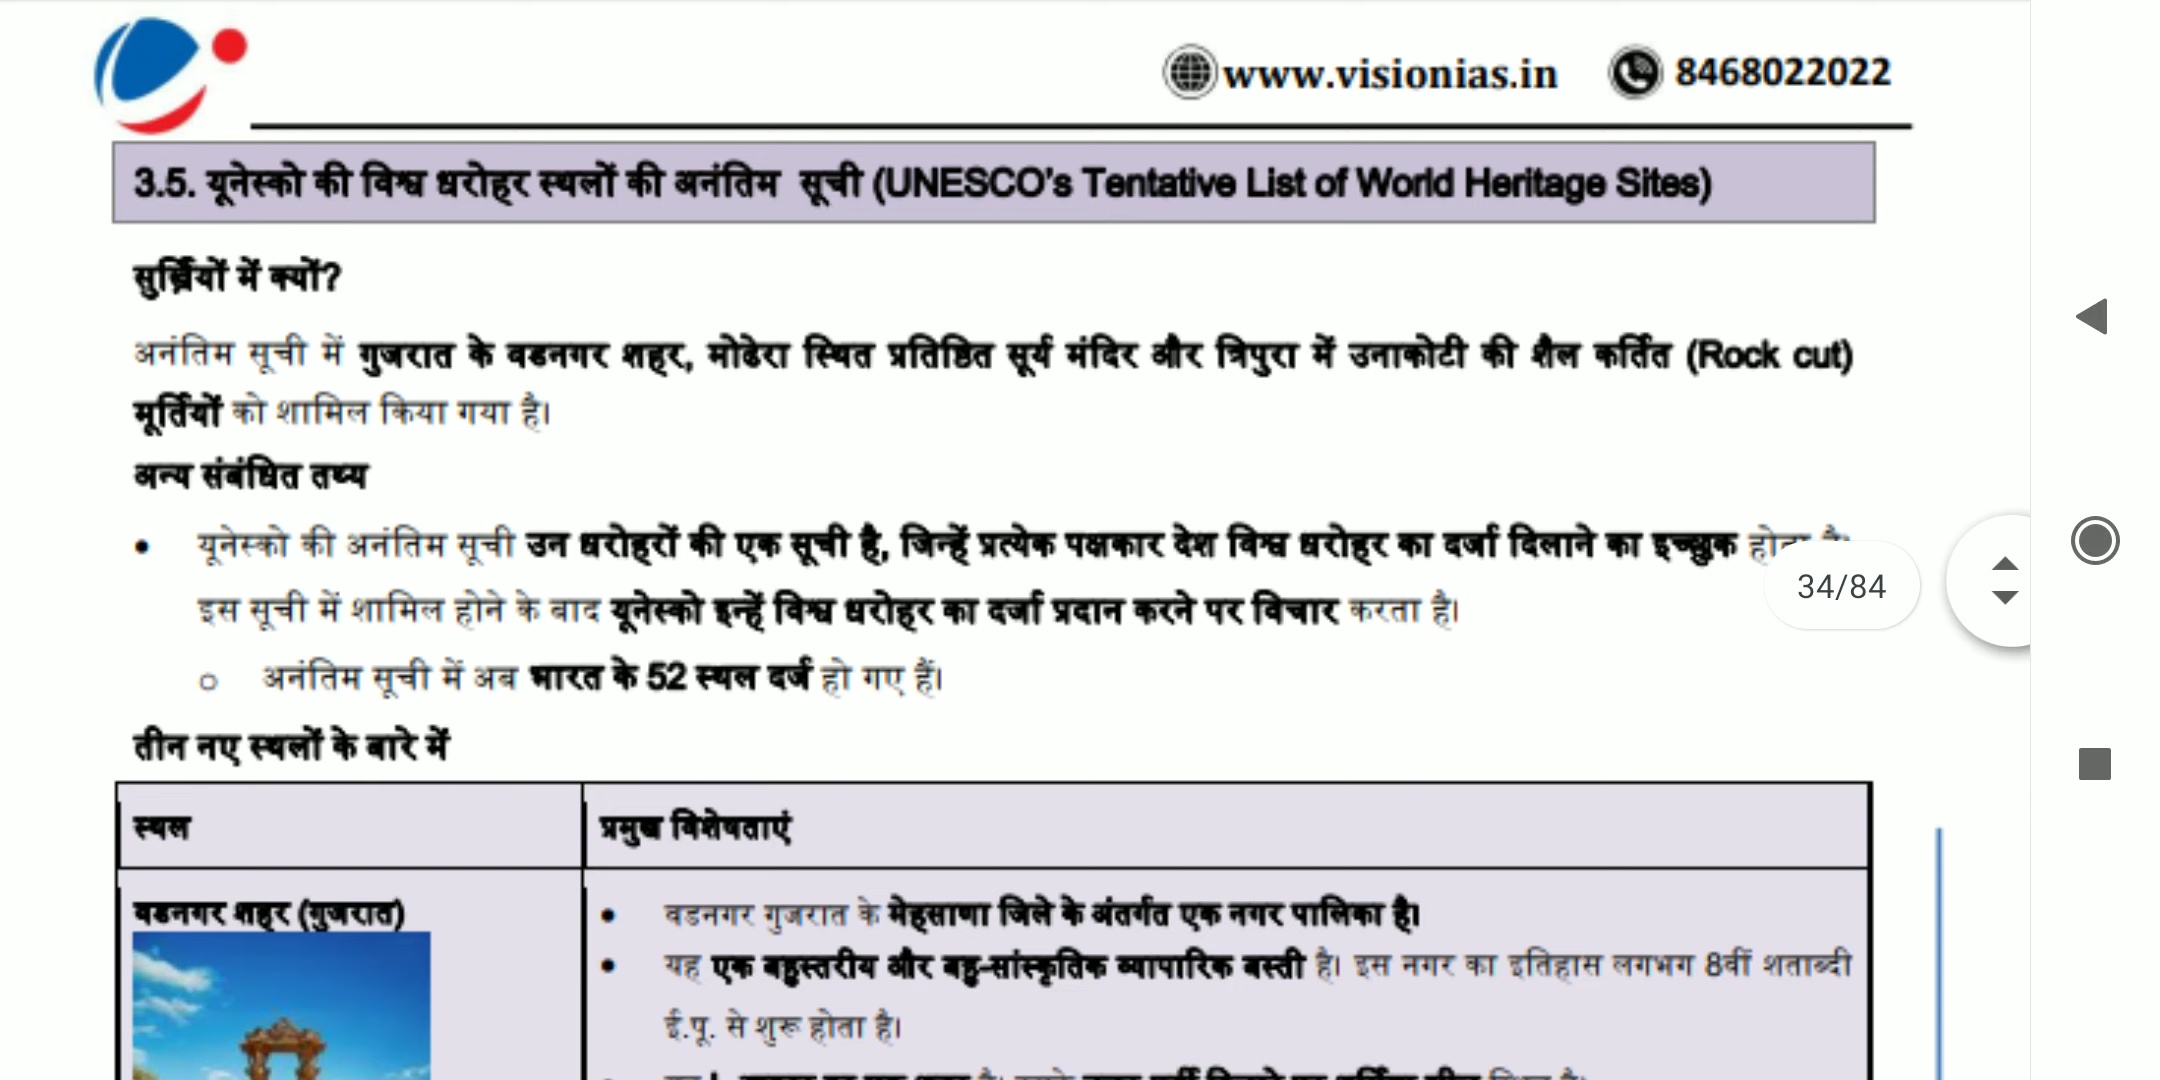 www.visionias.in 8468022022
3.5. यूनेस्को की विश्व धरोहर स्थलों की अनंतिम सूची (UNESCO's Tentative List of World Heritage Sites)
सुर्ख़ियों में क्यों?
अनंतिम सूची में गुजरात के वडनगर शहर, मोढेरा स्थित प्रतिष्ठित सूर्य मंदिर और त्रिपुरा में उनाकोटी की शैल कर्तित (Rock cut)
मूर्तियों को शामिल किया गया है।
अन्य संबंधित तथ्य
• यूनेस्को की अनंतिम सूची उन धरोहरों की एक सूची है, जिन्हें प्रत्येक पक्षकार देश विश्व धरोहर का दर्जा दिलाने का इच्छुक होता है।
34/84
इस सूची में शामिल होने के बाद यूनेस्को इन्हें विश्व धरोहर का दर्जा प्रदान करने पर विचार करता है।
o अनंतिम सूची में अब भारत के 52 स्थल दर्ज हो गए हैं।
तीन नए स्थलों के बारे में
स्थल प्रमुख विशेषताएं
वडनगर शहर (गुजरात)
• वडनगर गुजरात के मेहसाणा जिले के अंतर्गत एक नगर पालिका है।
• यह एक बहुस्तरीय और बहु-सांस्कृतिक व्यापारिक बस्ती है। इस नगर का इतिहास लगभग 8वीं शताब्दी
ई.पू. से शुरू होता है।